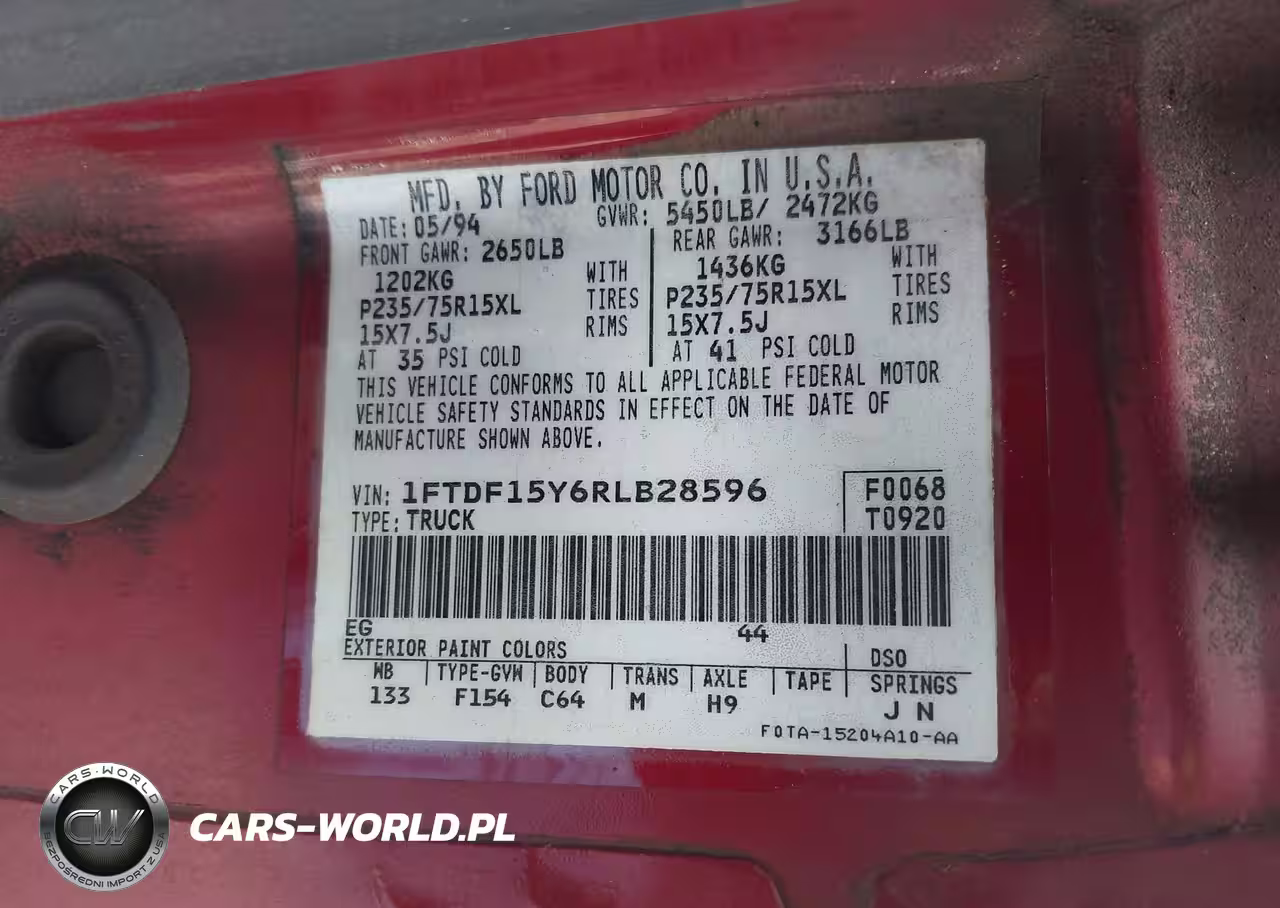 MFD. BY FORD MOTOR CO. IN U.S.A.
DATE: 05/94 GVWR: 5450LB/ 2472KG
FRONT GAWR: 2650LB REAR GAWR: 3166LB
1202KG WITH 1436KG WITH
P235/75R15XL TIRES P235/75R15XL TIRES
15X7.5J RIMS 15X7.5J RIMS
AT 35 PSI COLD AT 41 PSI COLD
THIS VEHICLE CONFORMS TO ALL APPLICABLE FEDERAL MOTOR
VEHICLE SAFETY STANDARDS IN EFFECT ON THE DATE OF
MANUFACTURE SHOWN ABOVE.
VIN: 1FTDF15Y6RLB28596 F0068
TYPE: TRUCK T0920
EG 44
EXTERIOR PAINT COLORS DSO
WB TYPE-GVW BODY TRANS AXLE TAPE SPRINGS
133 F154 C64 M H9 J N
F0TA-15204A10-AA
CARS-WORLD
CW
BEZPOŚREDNI IMPORT Z USA
CARS-WORLD.PL